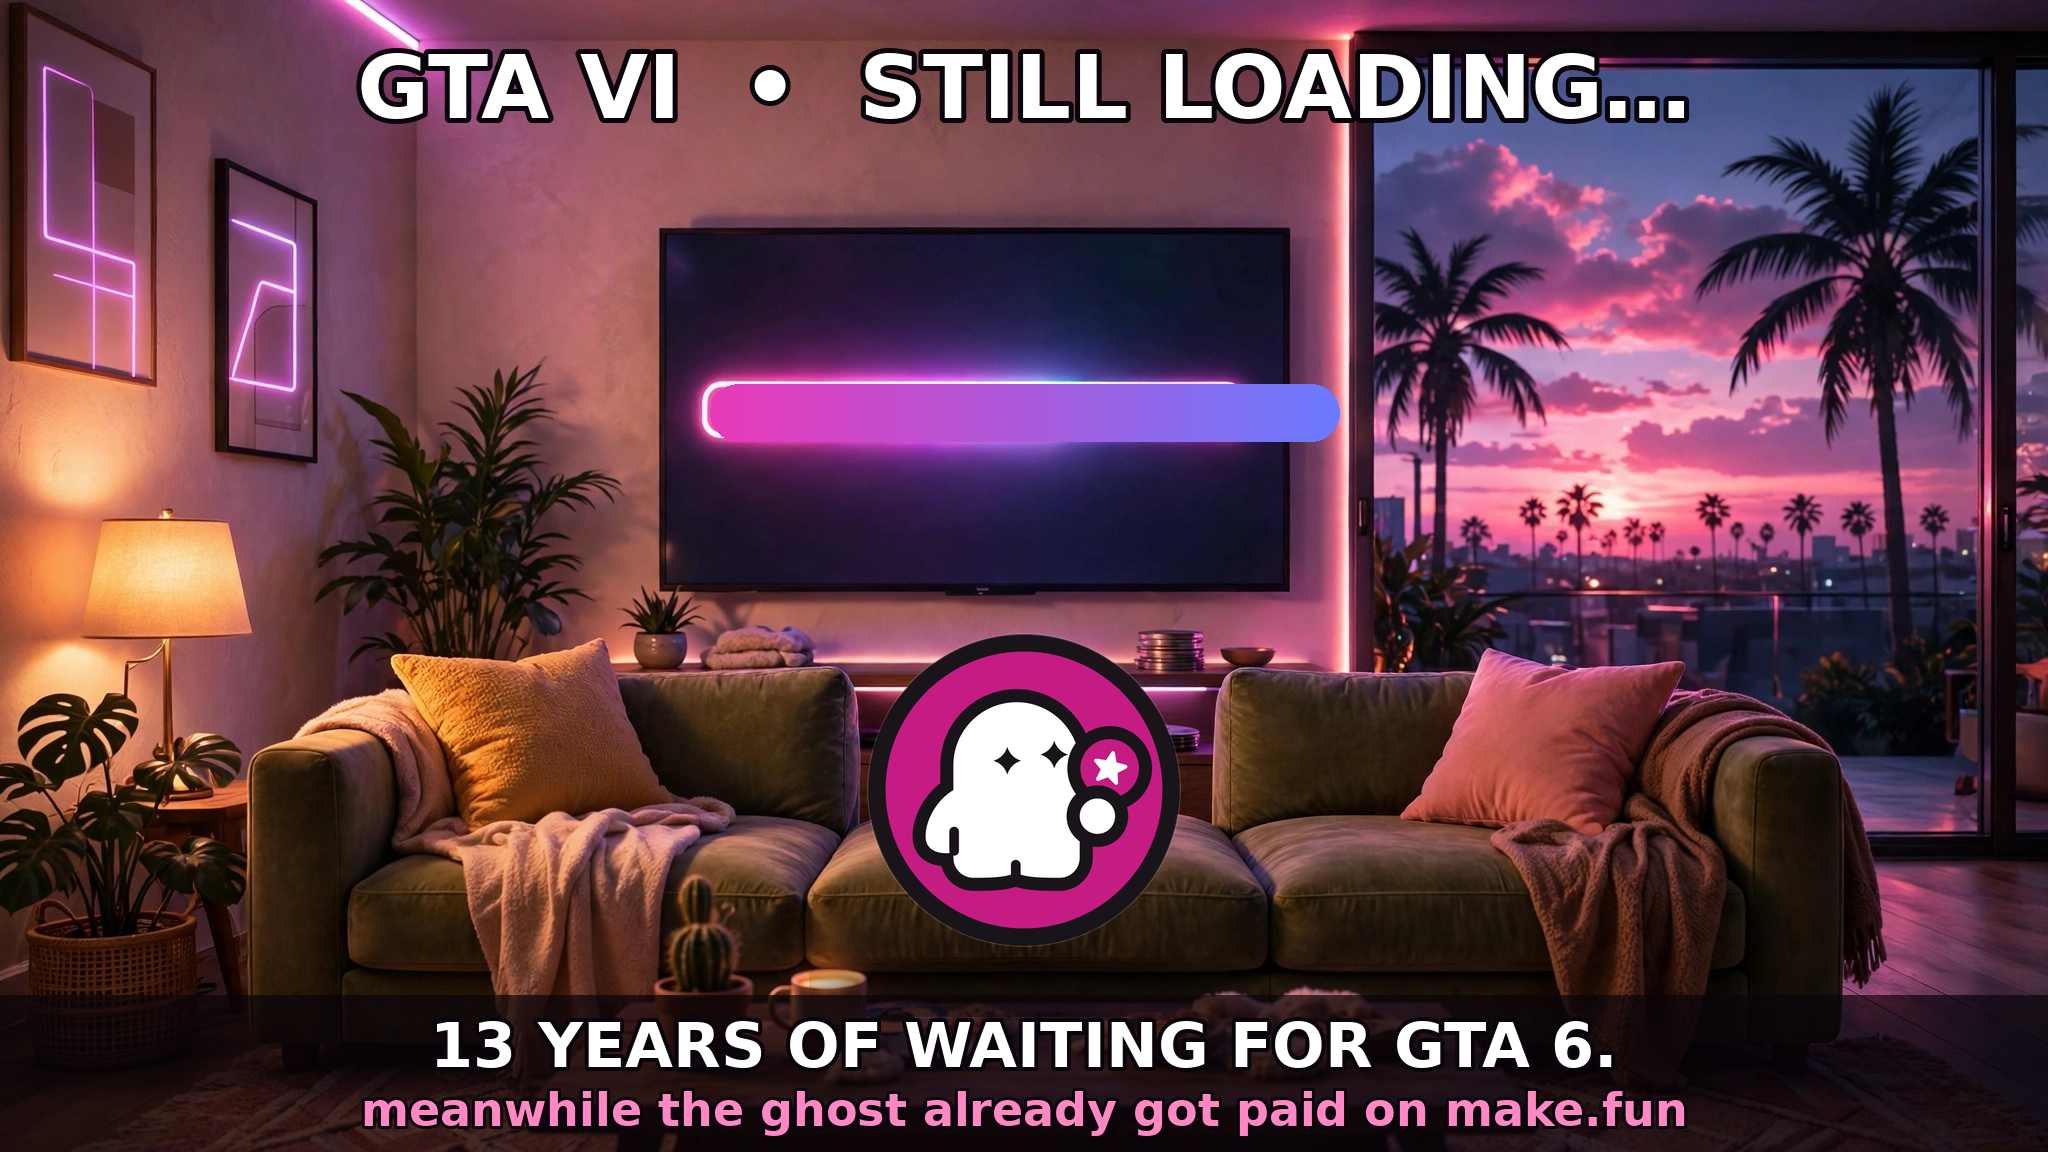 GTA VI • STILL LOADING...
13 YEARS OF WAITING FOR GTA 6.
meanwhile the ghost already got paid on make.fun